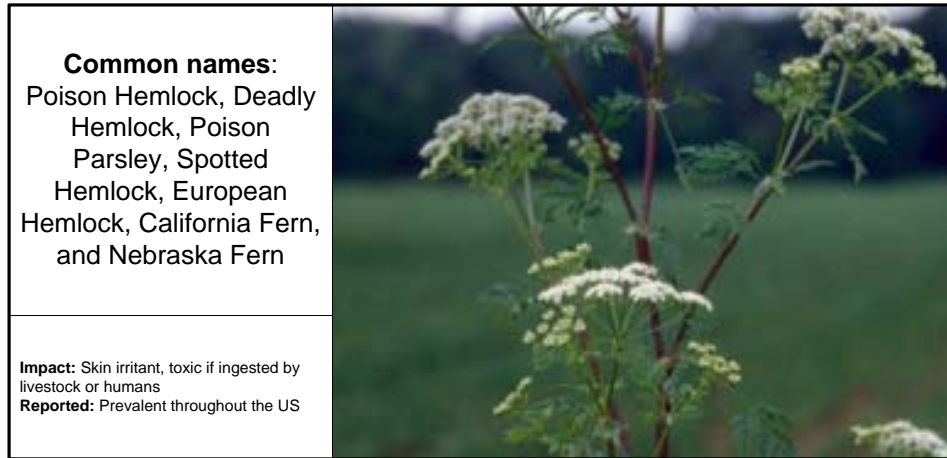 Common names:
Poison Hemlock, Deadly
Hemlock, Poison
Parsley, Spotted
Hemlock, European
Hemlock, California Fern,
and Nebraska Fern
Impact: Skin irritant, toxic if ingested by
livestock or humans
Reported: Prevalent throughout the US